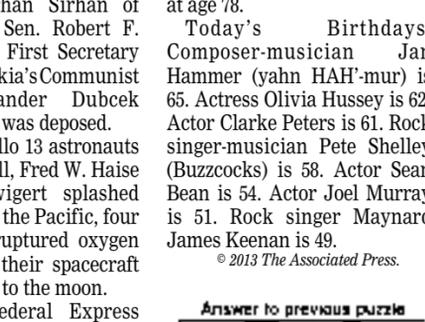 han Sirhan of
Sen. Robert F.
First Secretary
kia's Communist
ander Dubcek
was deposed.
llo 13 astronauts
ll, Fred W. Haise
wigert splashed
the Pacific, four
ruptured oxygen
their spacecraft
to the moon.
ederal Express
at age 78.
Today's Birthdays
Composer-musician Jan
Hammer (yahn HAH'-mur) is
65. Actress Olivia Hussey is 62
Actor Clarke Peters is 61. Rock
singer-musician Pete Shelley
(Buzzcocks) is 58. Actor Sean
Bean is 54. Actor Joel Murray
is 51. Rock singer Maynard
James Keenan is 49.
© 2013 The Associated Press.
Answer to previous puzzle